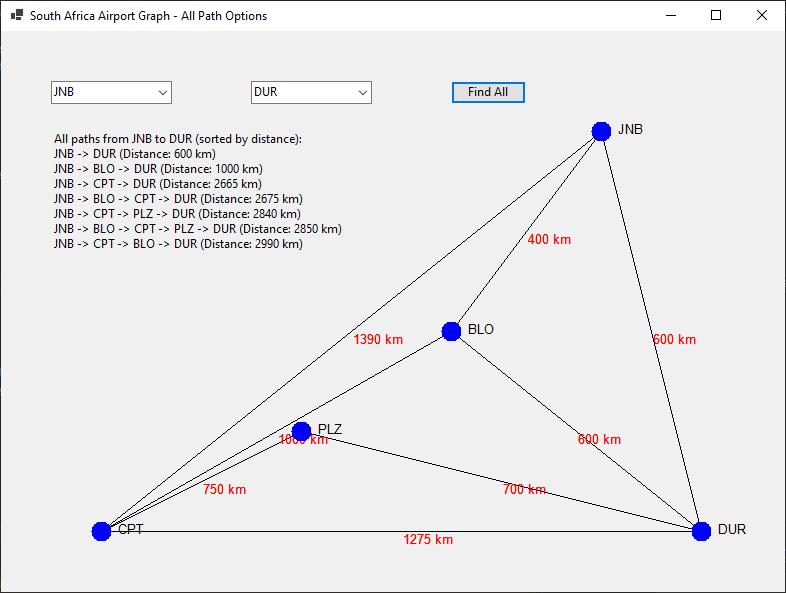 South Africa Airport Graph - All Path Options
JNB
DUR
Find All
All paths from JNB to DUR (sorted by distance):
JNB -> DUR (Distance: 600 km)
JNB -> BLO -> DUR (Distance: 1000 km)
JNB -> CPT -> DUR (Distance: 2665 km)
JNB -> BLO -> CPT -> DUR (Distance: 2675 km)
JNB -> CPT -> PLZ -> DUR (Distance: 2840 km)
JNB -> BLO -> CPT -> PLZ -> DUR (Distance: 2850 km)
JNB -> CPT -> BLO -> DUR (Distance: 2990 km)
JNB
400 km
BLO
1390 km
600 km
PLZ
km
600 km
750 km
700 km
CPT
DUR
1275 km